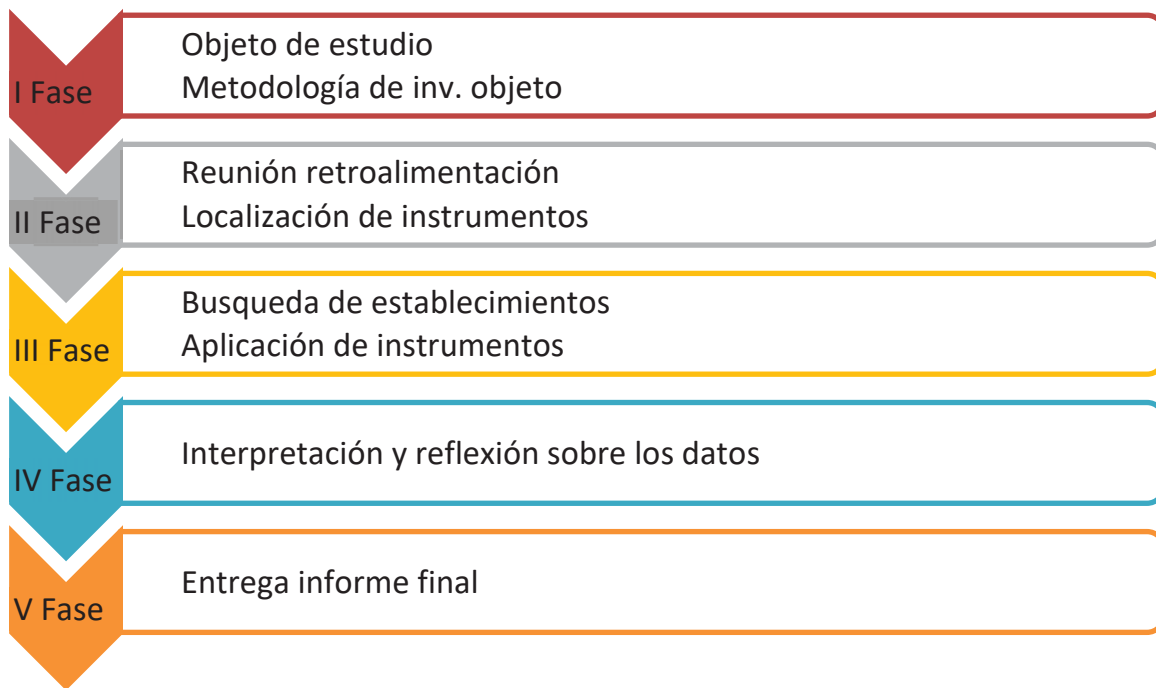 I Fase
Objeto de estudio
Metodología de inv. objeto
II Fase
Reunión retroalimentación
Localización de instrumentos
III Fase
Busqueda de establecimientos
Aplicación de instrumentos
IV Fase
Interpretación y reflexión sobre los datos
V Fase
Entrega informe final